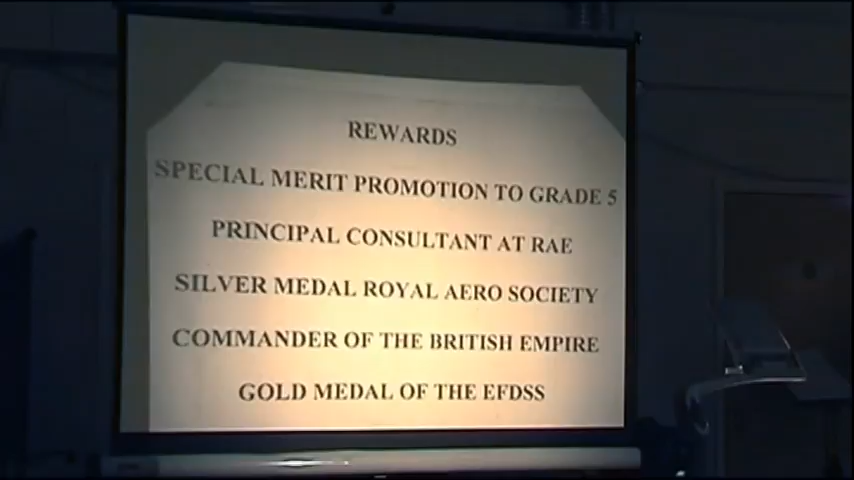 REWARDS
SPECIAL MERIT PROMOTION TO GRADE 5
PRINCIPAL CONSULTANT AT RAE
SILVER MEDAL ROYAL AERO SOCIETY
COMMANDER OF THE BRITISH EMPIRE
GOLD MEDAL OF THE EFDSS